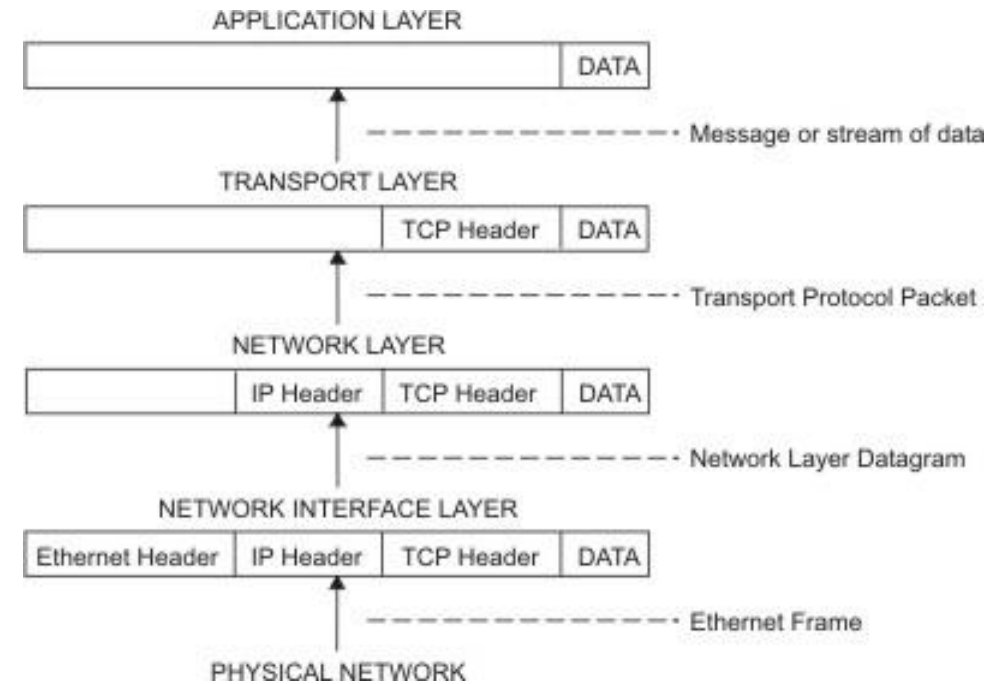 APPLICATION LAYER
DATA
Message or stream of data
TRANSPORT LAYER
TCP Header DATA
Transport Protocol Packet
NETWORK LAYER
IP Header TCP Header DATA
Network Layer Datagram
NETWORK INTERFACE LAYER
Ethernet Header IP Header TCP Header DATA
Ethernet Frame
PHYSICAL NETWORK